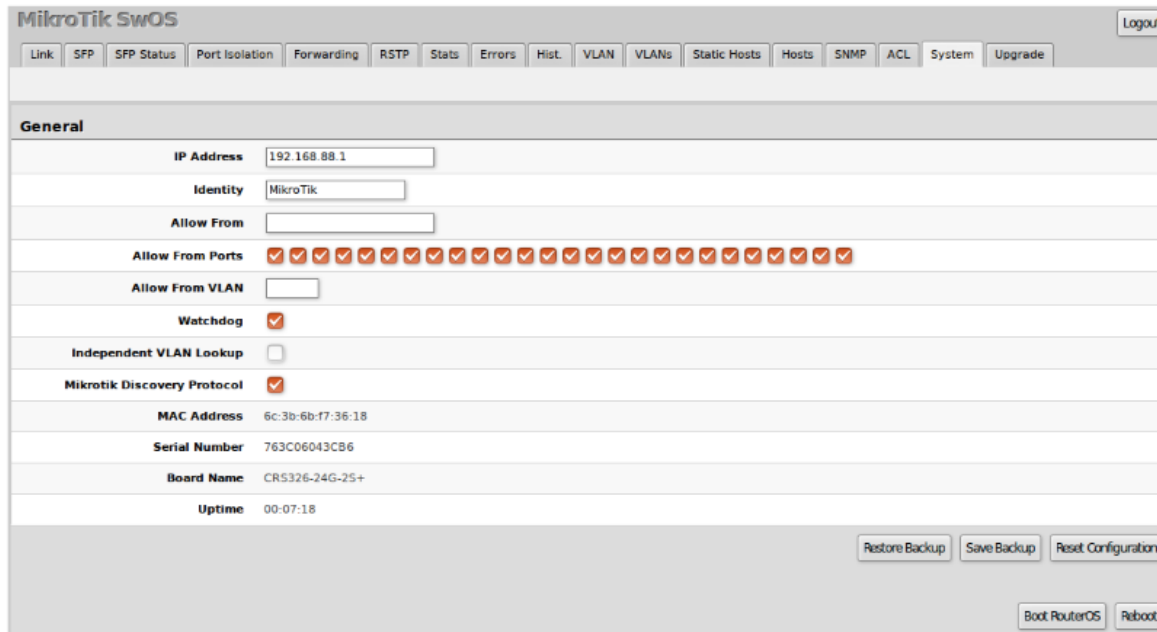 MikroTik SwOS
Logout
Link SFP SFP Status Port Isolation Forwarding RSTP Stats Errors Hist. VLAN VLANs Static Hosts Hosts SNMP ACL System Upgrade
General
IP Address 192.168.88.1
Identity MikroTik
Allow From
Allow From Ports
Allow From VLAN
Watchdog
Independent VLAN Lookup
Mikrotik Discovery Protocol
MAC Address 6c:3b:6b:f7:36:18
Serial Number 763C06043CB6
Board Name CRS326-24G-2S+
Uptime 00:07:18
Restore Backup Save Backup Reset Configuration
Boot RouterOS Reboot